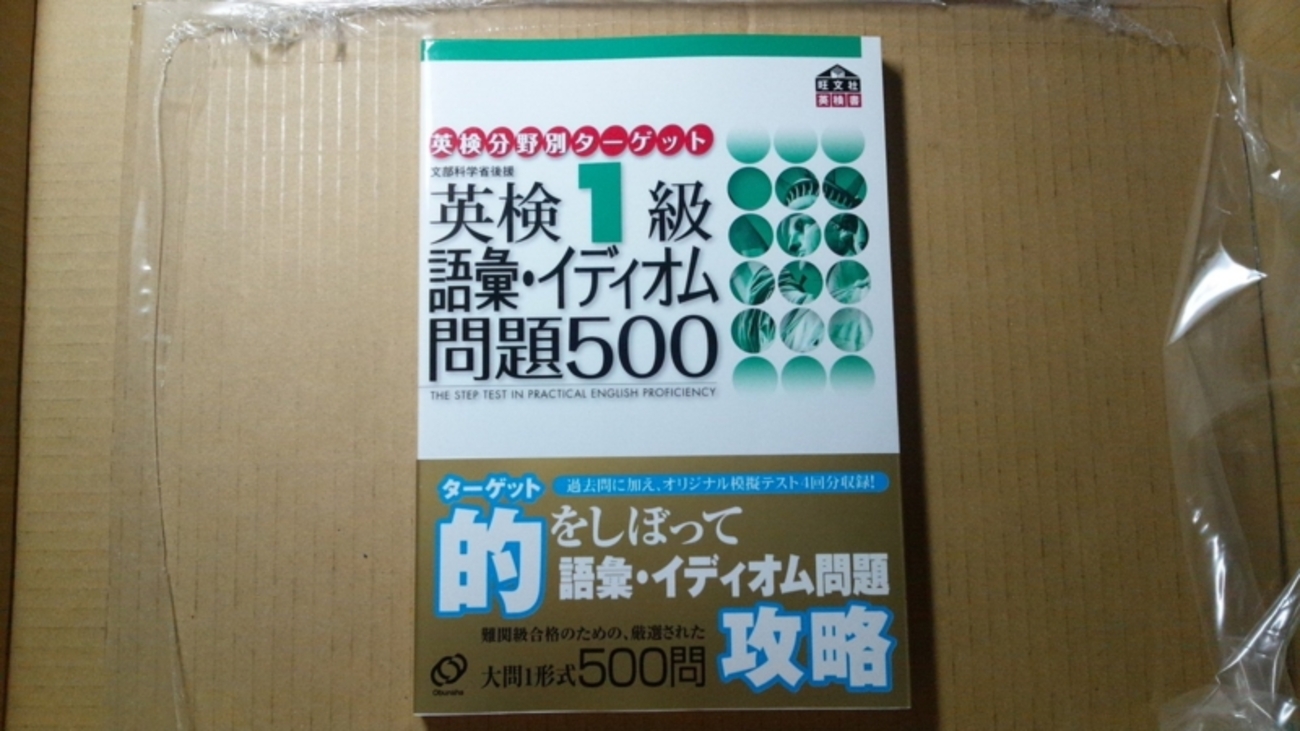 旺文社
英検書
英検分野別ターゲット
文部科学省後援
英検1級
語彙・イディオム
問題500
THE STEP TEST IN PRACTICAL ENGLISH PROFICIENCY
過去問に加え、オリジナル模擬テスト4回分収録!
ターゲット
的をしぼって
語彙・イディオム問題
攻略
難関級合格のための、厳選された
大問1形式500問
Obunsha